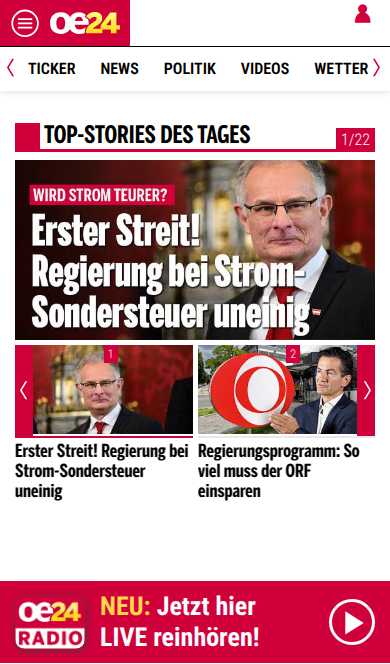 oe24
TICKER NEWS POLITIK VIDEOS WETTER
TOP-STORIES DES TAGES
1/22
WIRD STROM TEURER?
Erster Streit!
Regierung bei Strom-
Sondersteuer uneinig
1
2
Erster Streit! Regierung bei
Strom-Sondersteuer
uneinig
Regierungsprogramm: So
viel muss der ORF
einsparen
oe24
RADIO
NEU: Jetzt hier
LIVE reinhören!